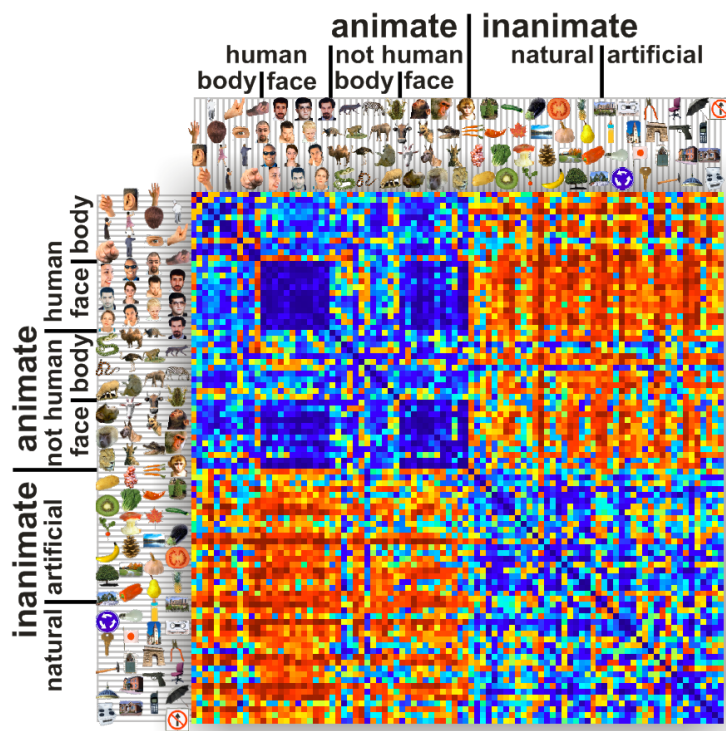 animate inanimate
human not human natural artificial
body face body face
animate
human
body
face
not human
body
face
inanimate
artificial
natural